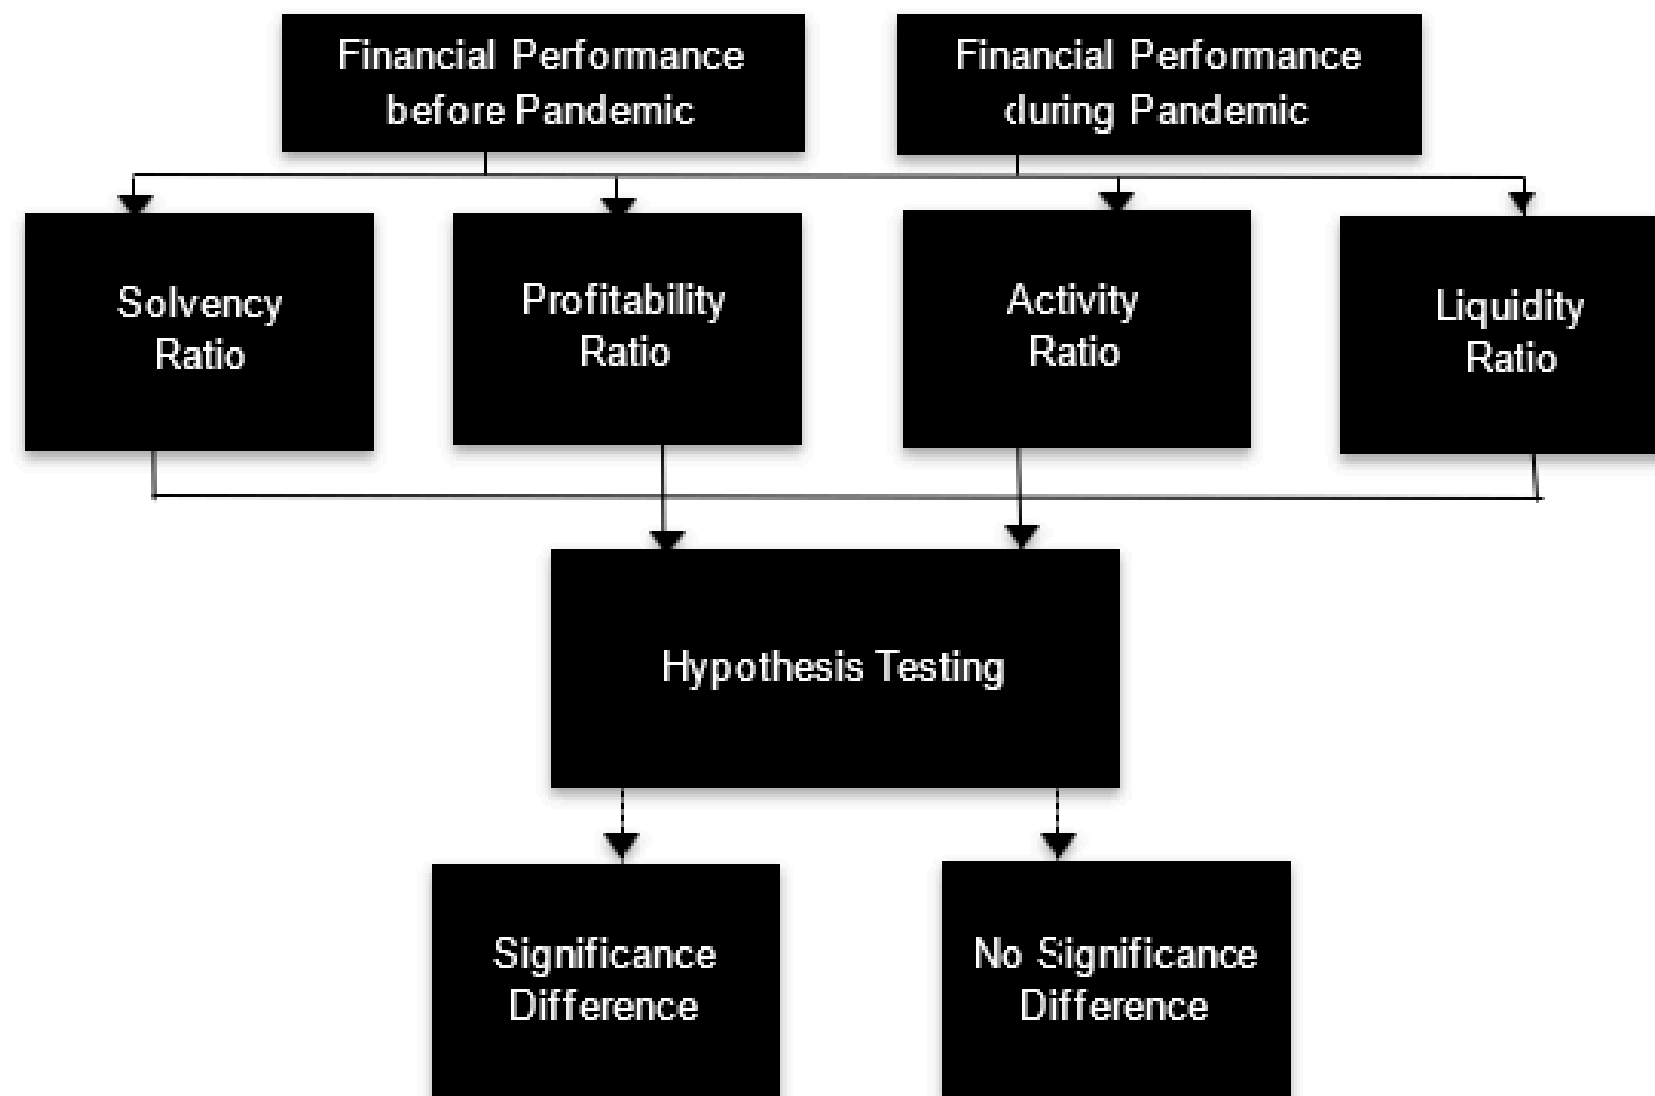 Financial Performance
before Pandemic
Financial Performance
during Pandemic
Solvency
Ratio
Profitability
Ratio
Activity
Ratio
Liquidity
Ratio
Hypothesis Testing
Significance
Difference
No Significance
Difference